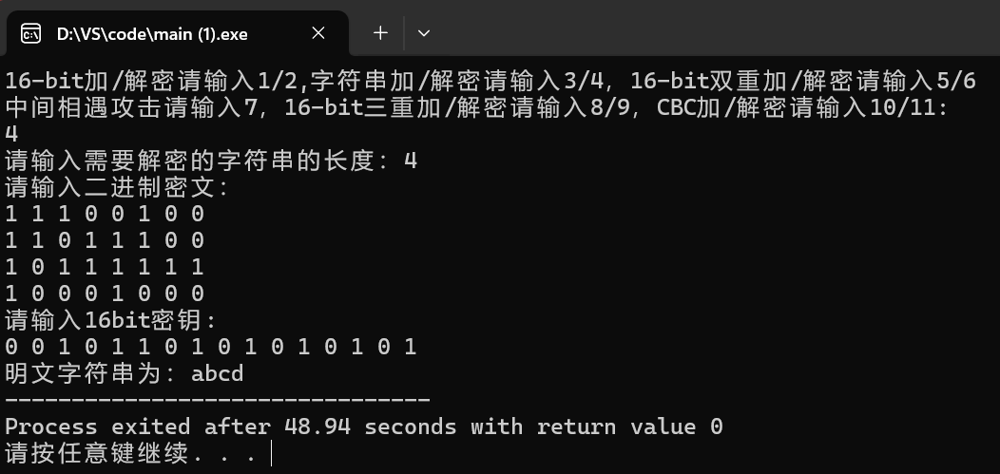 D:\VS\code\main (1).exe
16-bit加/解密请输入1/2,字符串加/解密请输入3/4，16-bit双重加/解密请输入5/6
中间相遇攻击请输入7，16-bit三重加/解密请输入8/9，CBC加/解密请输入10/11:
4
请输入需要解密的字符串的长度：4
请输入二进制密文：
1 1 1 0 0 1 0 0
1 1 0 1 1 1 0 0
1 0 1 1 1 1 1 1
1 0 0 0 1 0 0 0
请输入16bit密钥：
0 0 1 0 1 1 0 1 0 1 0 1 0 1 0 1
明文字符串为：abcd
--------------------------------
Process exited after 48.94 seconds with return value 0
请按任意键继续. . .